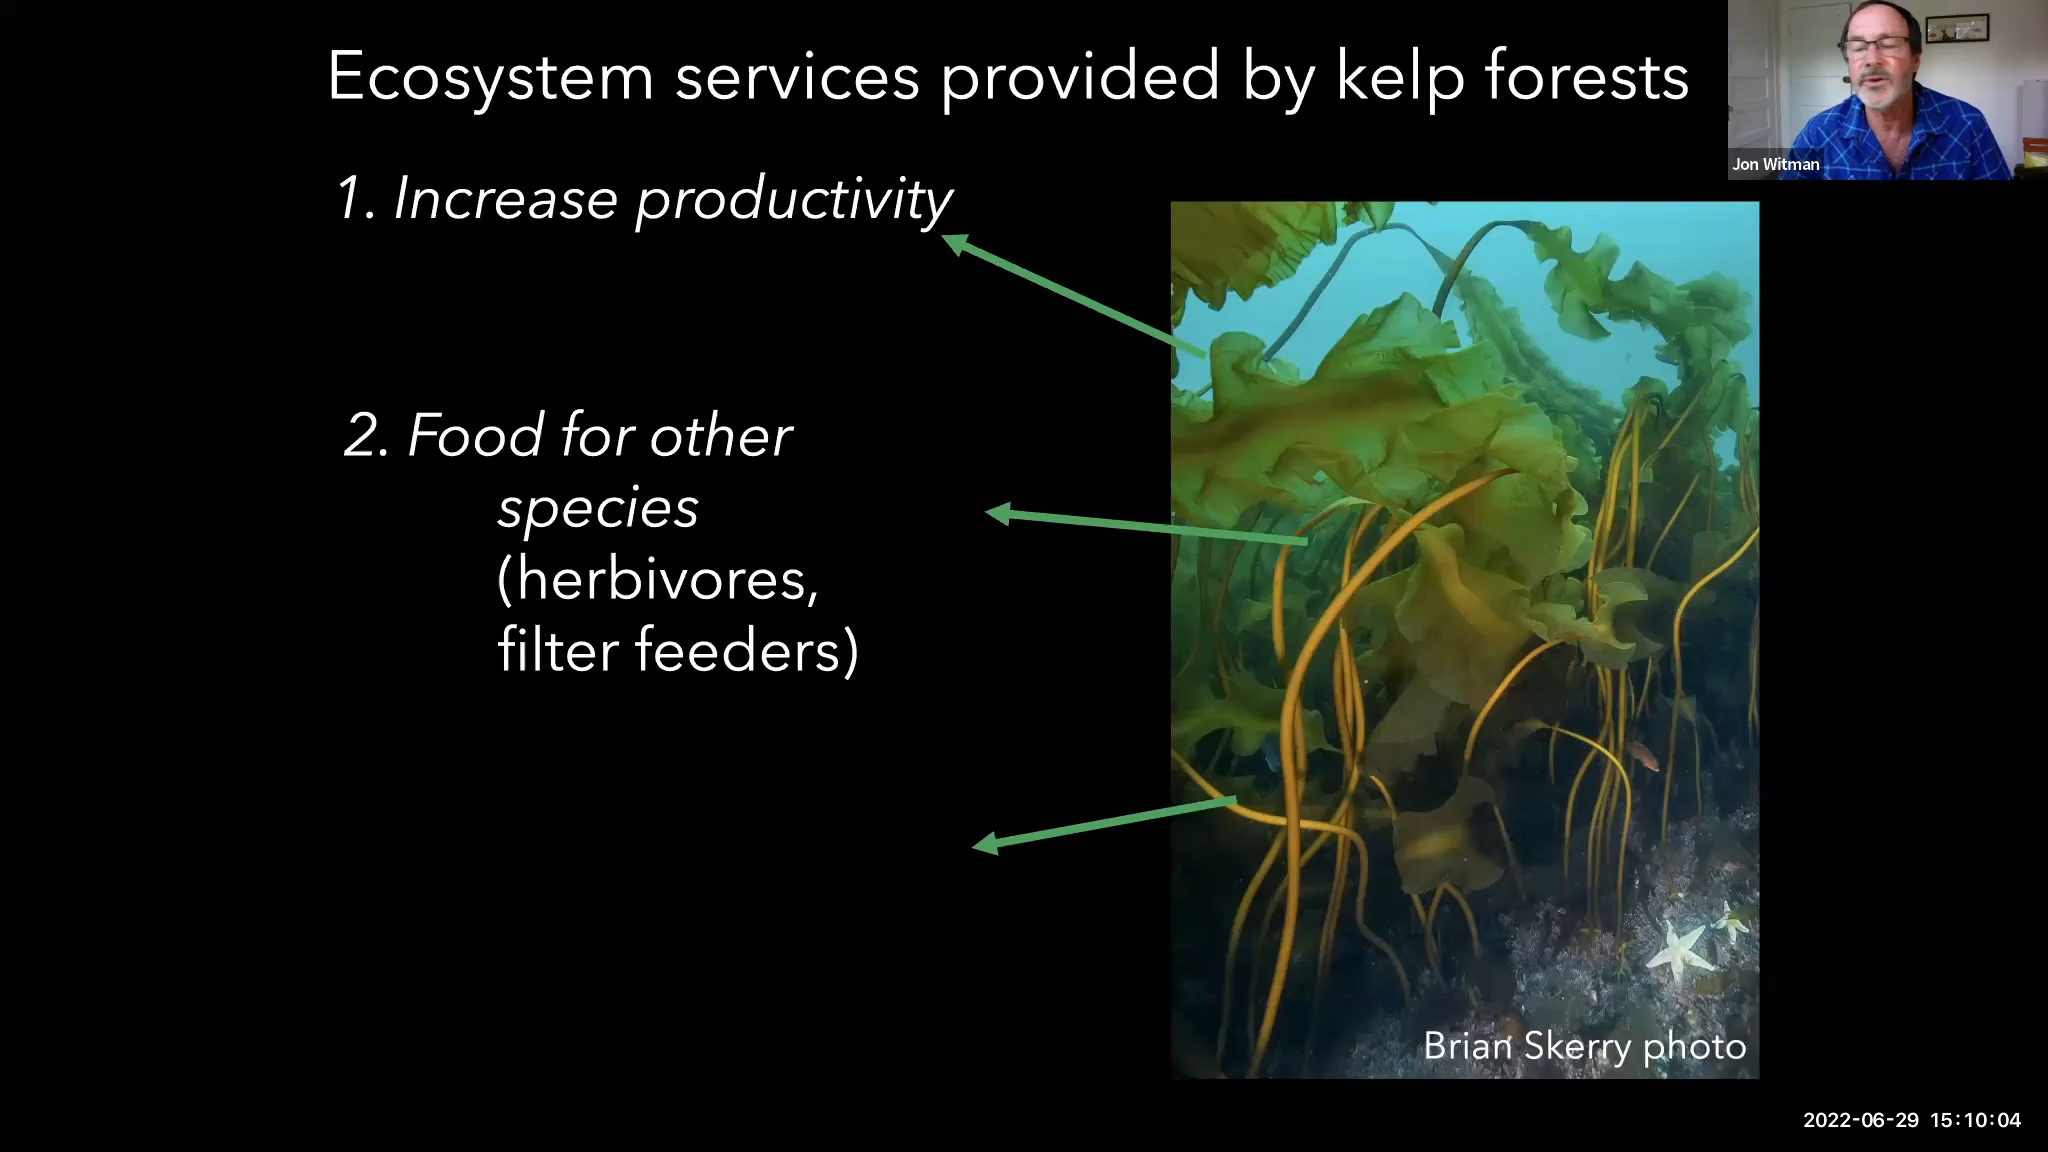 Ecosystem services provided by kelp forests
Jon Witman
1. Increase productivity
2. Food for other
species
(herbivores,
filter feeders)
Brian Skerry photo
2022-06-29 15:10:04